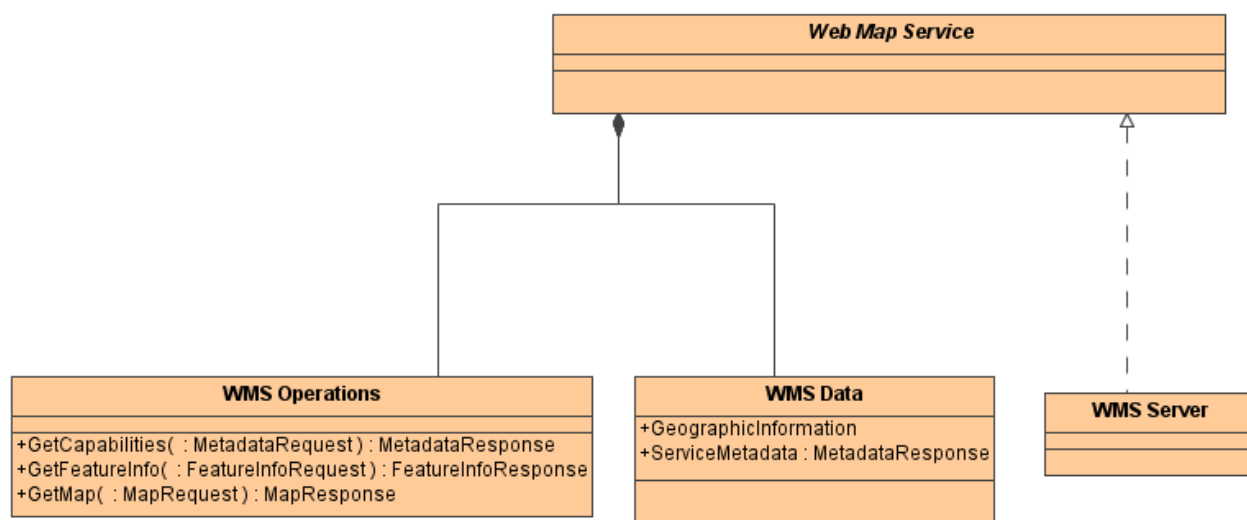 Web Map Service
WMS Operations
+GetCapabilities( : MetadataRequest ) : MetadataResponse
+GetFeatureInfo( : FeatureInfoRequest ) : FeatureInfoResponse
+GetMap( : MapRequest ) : MapResponse
WMS Data
+GeographicInformation
+ServiceMetadata : MetadataResponse
WMS Server